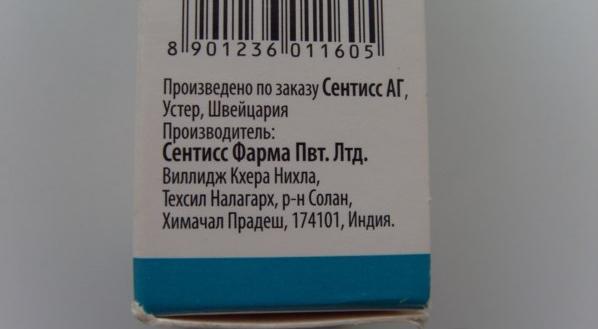 8 901236 011605
Произведено по заказу Сентисс АГ,
Устер, Швейцария
Производитель:
Сентисс Фарма Пвт. Лтд.
Виллидж Кхера Нихла,
Техсил Налагарх, р-н Солан,
Химачал Прадеш, 174101, Индия.